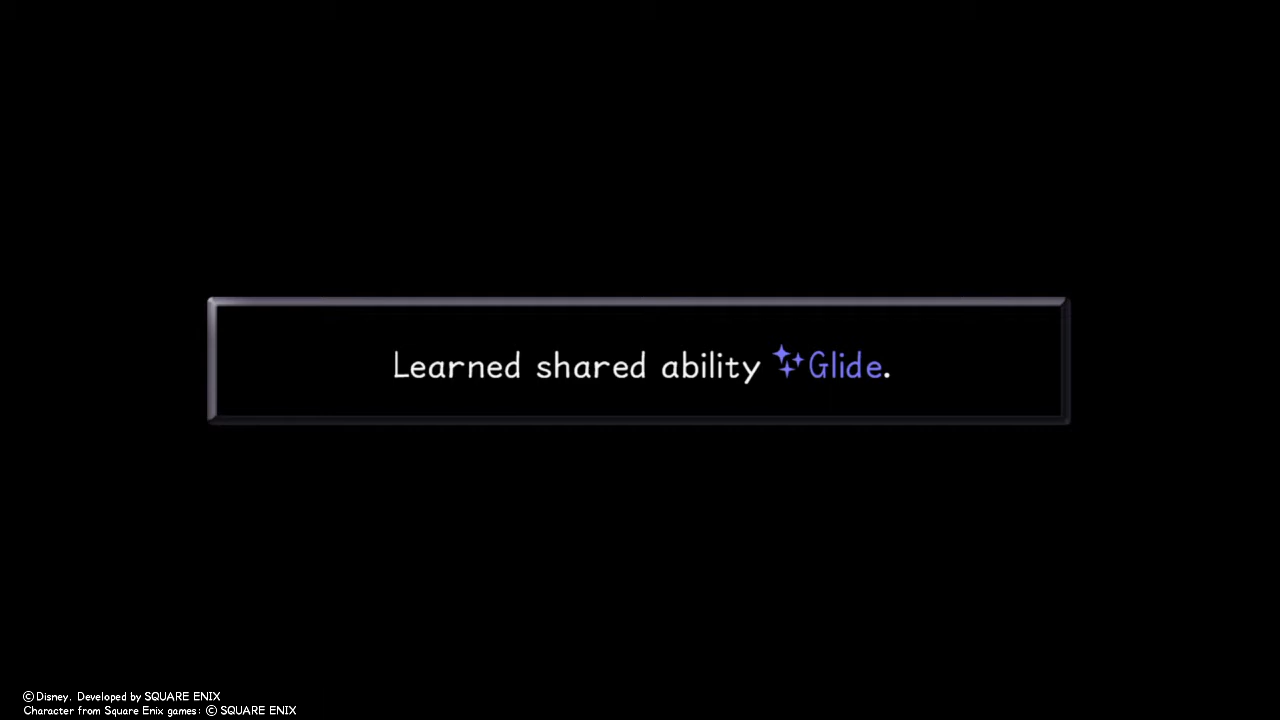 Learned shared ability Glide.
©Disney. Developed by SQUARE ENIX
Character from Square Enix games: © SQUARE ENIX